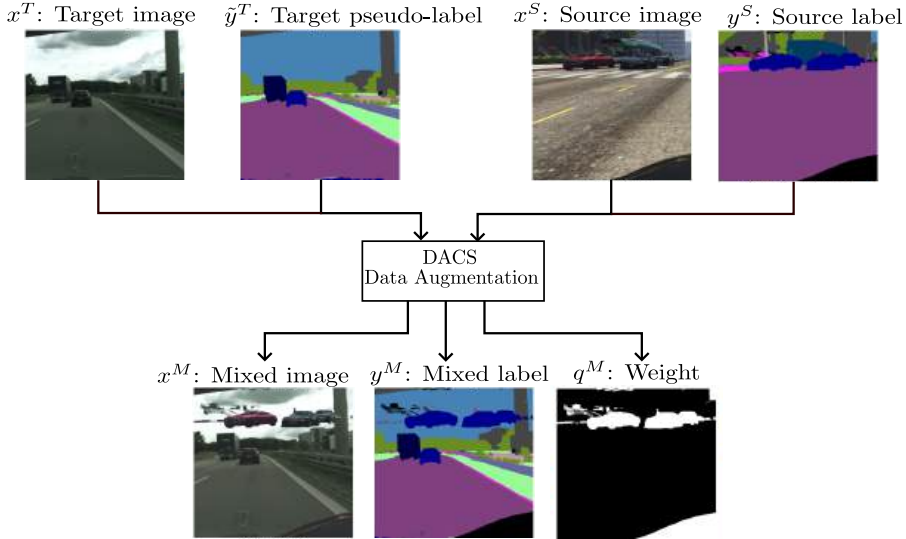 x^T: Target image
ỹ^T: Target pseudo-label
x^S: Source image
y^S: Source label
DACS
Data Augmentation
x^M: Mixed image
y^M: Mixed label
q^M: Weight